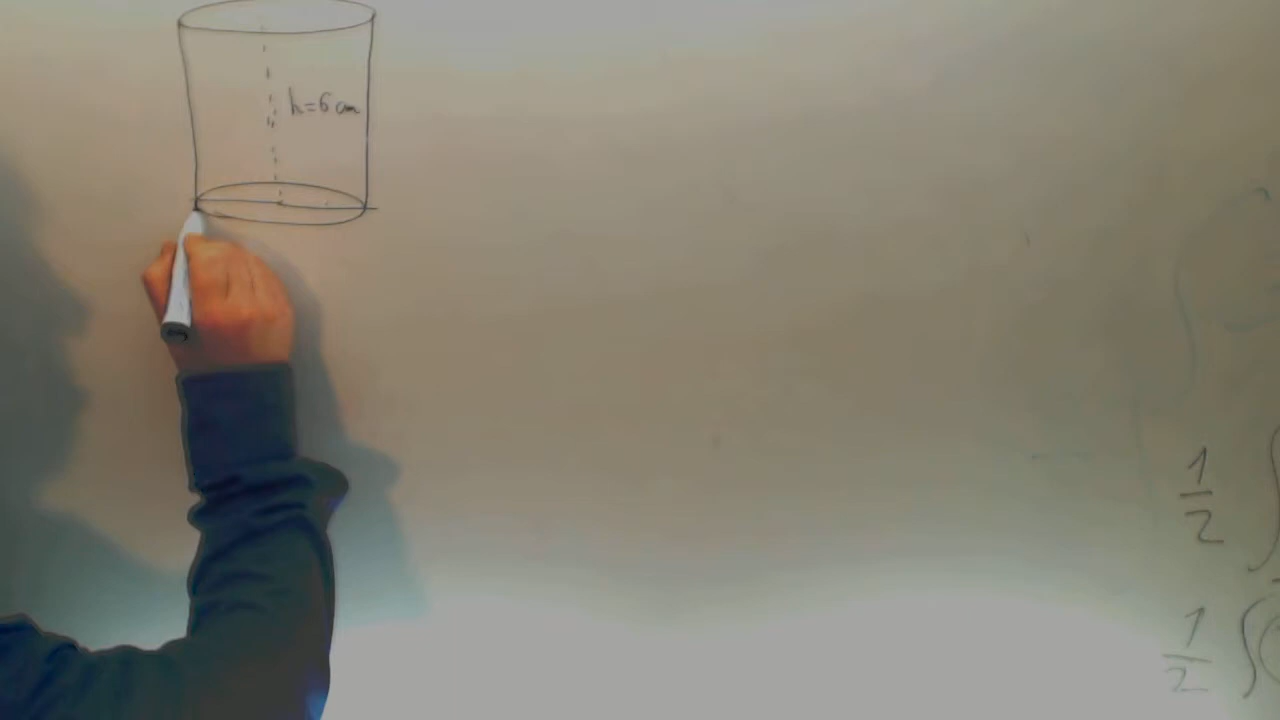 h=6 cm
1/2 ∫
1/2 ∫